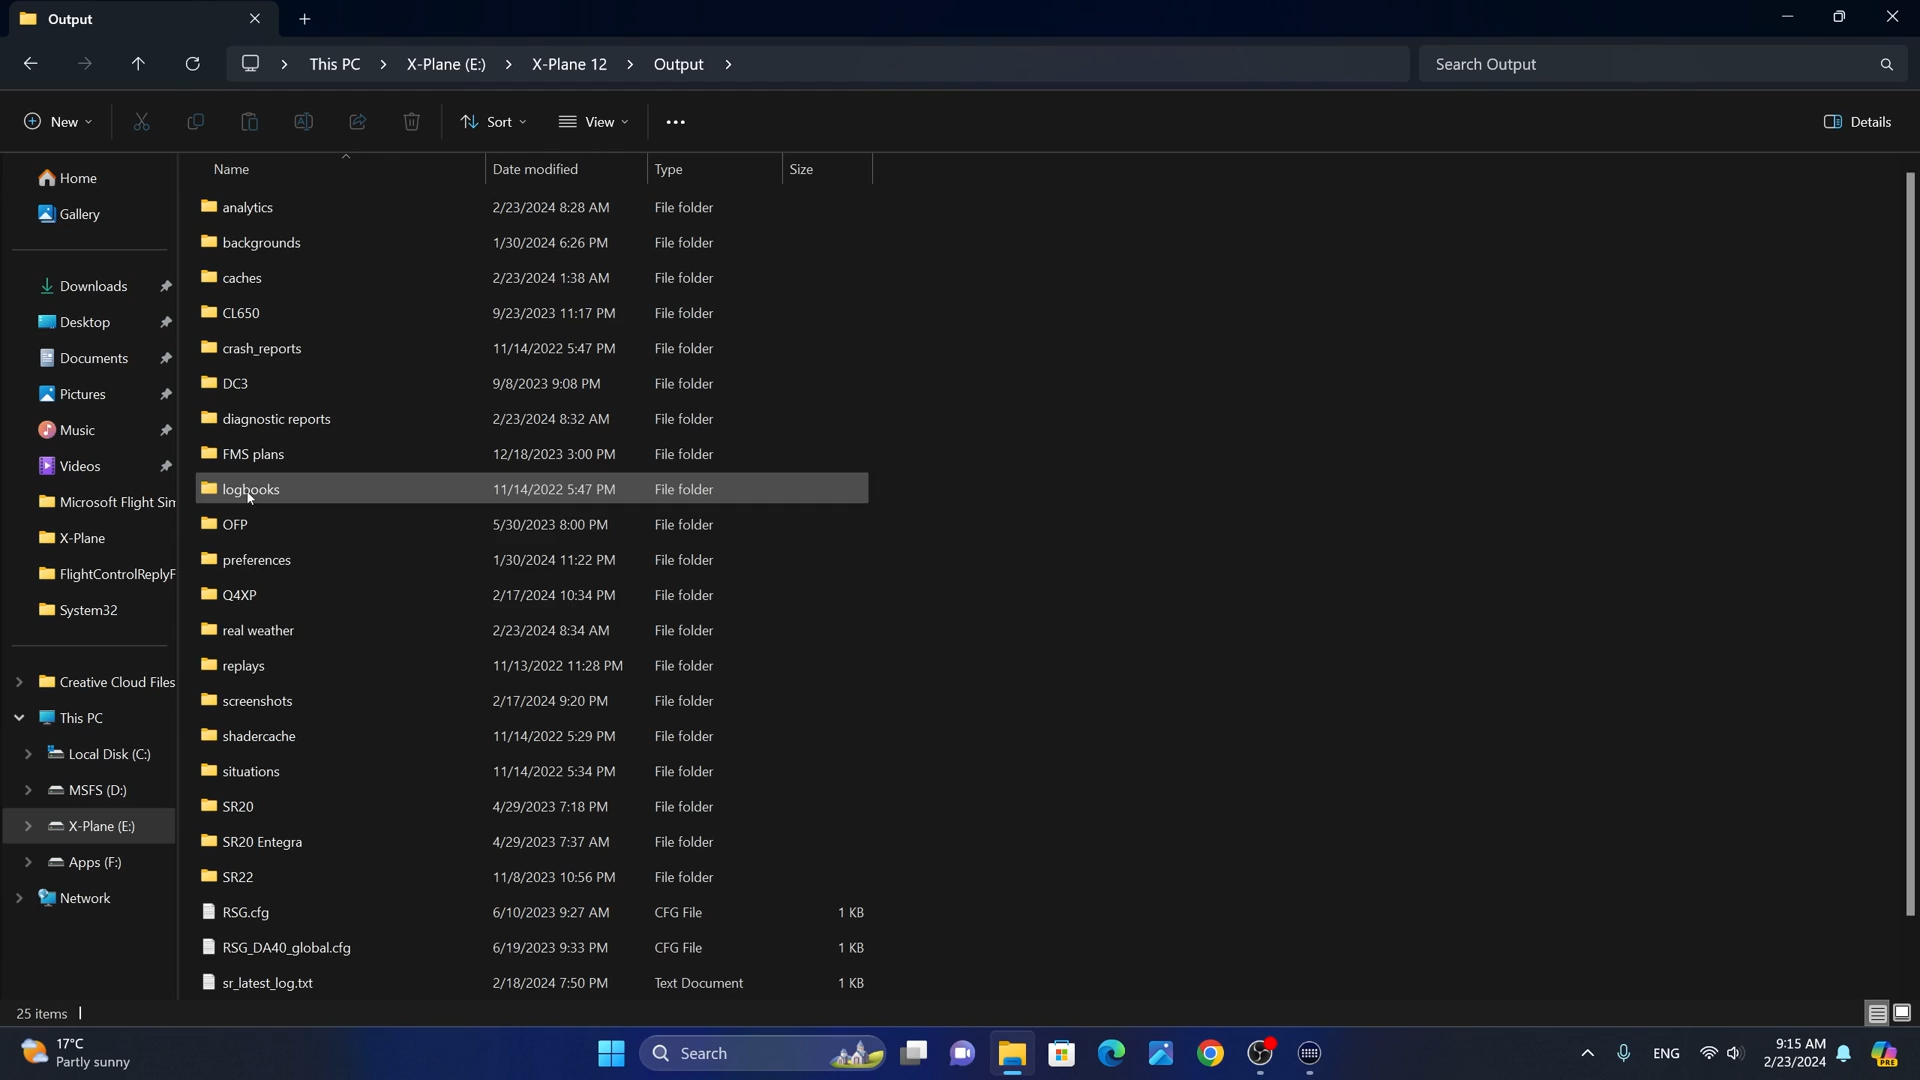 Output
This PC X-Plane (E:) X-Plane 12 Output
Search Output
New Sort View Details
Name Date modified Type Size
Home
Gallery
Downloads
Desktop
Documents
Pictures
Music
Videos
Microsoft Flight Sim
X-Plane
FlightControlReplyF
System32
Creative Cloud Files
This PC
Local Disk (C:)
MSFS (D:)
X-Plane (E:)
Apps (F:)
Network
analytics 2/23/2024 8:28 AM File folder
backgrounds 1/30/2024 6:26 PM File folder
caches 2/23/2024 1:38 AM File folder
CL650 9/23/2023 11:17 PM File folder
crash_reports 11/14/2022 5:47 PM File folder
DC3 9/8/2023 9:08 PM File folder
diagnostic reports 2/23/2024 8:32 AM File folder
FMS plans 12/18/2023 3:00 PM File folder
logbooks 11/14/2022 5:47 PM File folder
OFP 5/30/2023 8:00 PM File folder
preferences 1/30/2024 11:22 PM File folder
Q4XP 2/17/2024 10:34 PM File folder
real weather 2/23/2024 8:34 AM File folder
replays 11/13/2022 11:28 PM File folder
screenshots 2/17/2024 9:20 PM File folder
shadercache 11/14/2022 5:29 PM File folder
situations 11/14/2022 5:34 PM File folder
SR20 4/29/2023 7:18 PM File folder
SR20 Entegra 4/29/2023 7:37 AM File folder
SR22 11/8/2023 10:56 PM File folder
RSG.cfg 6/10/2023 9:27 AM CFG File 1 KB
RSG_DA40_global.cfg 6/19/2023 9:33 PM CFG File 1 KB
sr_latest_log.txt 2/18/2024 7:50 PM Text Document 1 KB
25 items
17°C
Partly sunny
Search
ENG
9:15 AM
2/23/2024
PRE